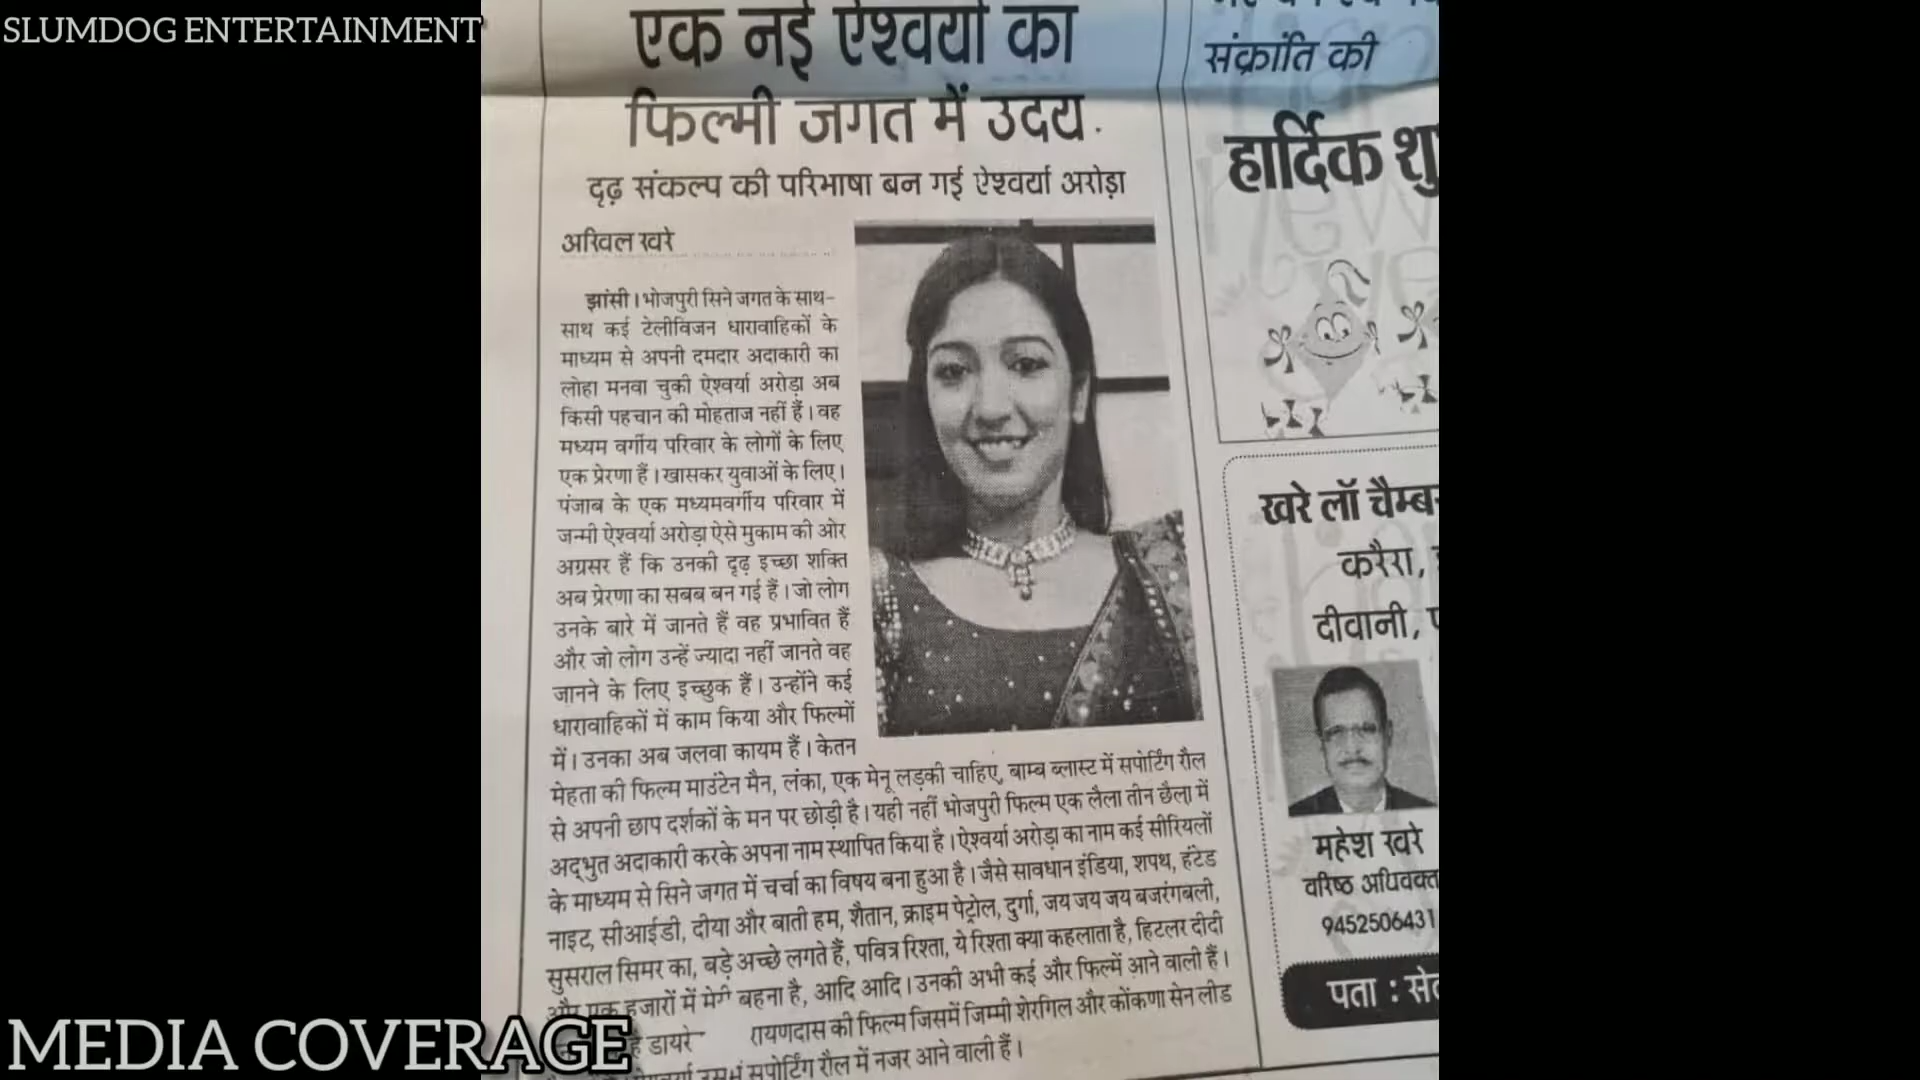 SLUMDOG ENTERTAINMENT
एक नई ऐश्वर्या का
फिल्मी जगत में उदय.
दृढ़ संकल्प की परिभाषा बन गई ऐश्वर्या अरोड़ा
अखिल खरे
झांसी। भोजपुरी सिने जगत के साथ-
साथ कई टेलीविजन धारावाहिकों के
माध्यम से अपनी दमदार अदाकारी का
लोहा मनवा चुकी ऐश्वर्या अरोड़ा अब
किसी पहचान की मोहताज नहीं हैं। वह
मध्यम वर्गीय परिवार के लोगों के लिए
एक प्रेरणा हैं। खासकर युवाओं के लिए।
पंजाब के एक मध्यमवर्गीय परिवार में
जन्मी ऐश्वर्या अरोड़ा ऐसे मुकाम की ओर
अग्रसर हैं कि उनकी दृढ़ इच्छा शक्ति
अब प्रेरणा का सबब बन गई हैं। जो लोग
उनके बारे में जानते हैं वह प्रभावित हैं
और जो लोग उन्हें ज्यादा नहीं जानते वह
जानने के लिए इच्छुक हैं। उन्होंने कई
धारावाहिकों में काम किया और फिल्मों
में। उनका अब जलवा कायम हैं। केतन
मेहता की फिल्म माउंटेन मैन, लंका, एक मेनू लड़की चाहिए, बाम्ब ब्लास्ट में सपोर्टिंग रौल
से अपनी छाप दर्शकों के मन पर छोड़ी है। यही नहीं भोजपुरी फिल्म एक लैला तीन छैला में
अद्भुत अदाकारी करके अपना नाम स्थापित किया है। ऐश्वर्या अरोड़ा का नाम कई सीरियलों
के माध्यम से सिने जगत में चर्चा का विषय बना हुआ है। जैसे सावधान इंडिया, शपथ, हंटेड
नाइट, सीआईडी, दीया और बाती हम, शैतान, क्राइम पेट्रोल, दुर्गा, जय जय जय बजरंगबली,
सुसराल सिमर का, बड़े अच्छे लगते हैं, पवित्र रिश्ता, ये रिश्ता क्या कहलाता है, हिटलर दीदी
और एक हजारों में मेरी बहना है, आदि आदि। उनकी अभी कई और फिल्में आने वाली हैं।
है डायरे रायणदास की फिल्म जिसमें जिम्मी शेरगिल और कोंकणा सेन लीड
सपोर्टिंग रौल में नजर आने वाली हैं।
संक्रांति की
हार्दिक शु
खरे लॉ चैम्बर
करैरा,
दीवानी,
महेश खरे
वरिष्ठ अधिवक्ता
9452506431
पता : सेत
MEDIA COVERAGE